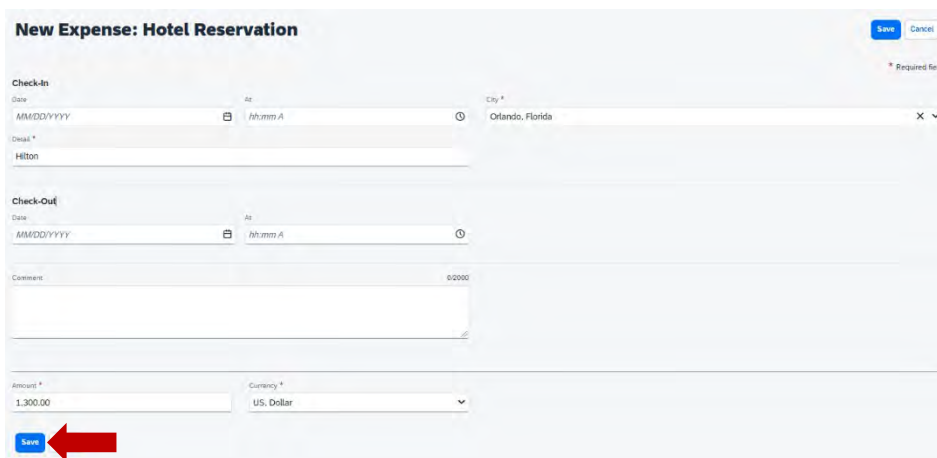 New Expense: Hotel Reservation
Save Cancel
* Required fie
Check-In
Date At City *
MM/DD/YYYY hh:mm A Orlando, Florida
Detail *
Hilton
Check-Out
Date At
MM/DD/YYYY hh:mm A
Comment 0/2000
Amount * Currency *
1,300.00 US, Dollar
Save